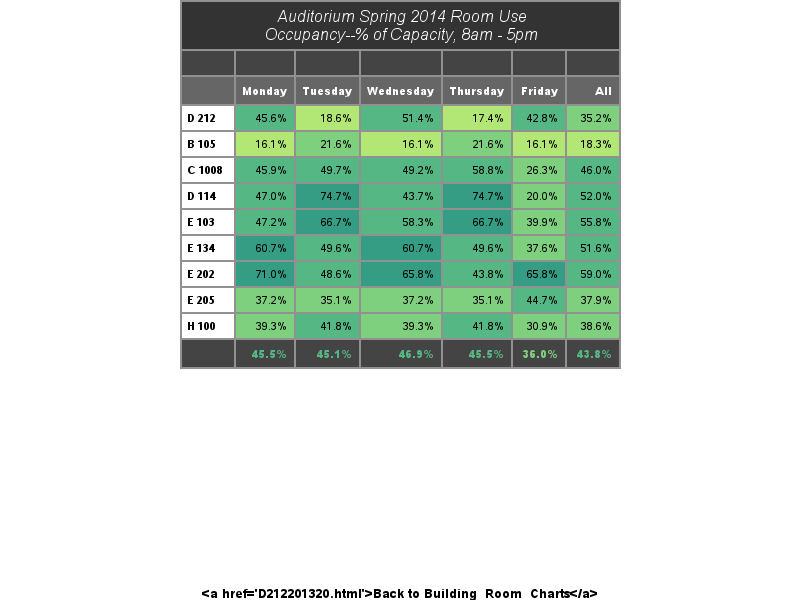 Auditorium Spring 2014 Room Use
Occupancy--% of Capacity, 8am - 5pm
Monday Tuesday Wednesday Thursday Friday All
D 212 45.6% 18.6% 51.4% 17.4% 42.8% 35.2%
B 105 16.1% 21.6% 16.1% 21.6% 16.1% 18.3%
C 1008 45.9% 49.7% 49.2% 58.8% 26.3% 46.0%
D 114 47.0% 74.7% 43.7% 74.7% 20.0% 52.0%
E 103 47.2% 66.7% 58.3% 66.7% 39.9% 55.8%
E 134 60.7% 49.6% 60.7% 49.6% 37.6% 51.6%
E 202 71.0% 48.6% 65.8% 43.8% 65.8% 59.0%
E 205 37.2% 35.1% 37.2% 35.1% 44.7% 37.9%
H 100 39.3% 41.8% 39.3% 41.8% 30.9% 38.6%
45.5% 45.1% 46.9% 45.5% 36.0% 43.8%
<a href='D212201320.html'>Back to Building_Room_Charts</a>